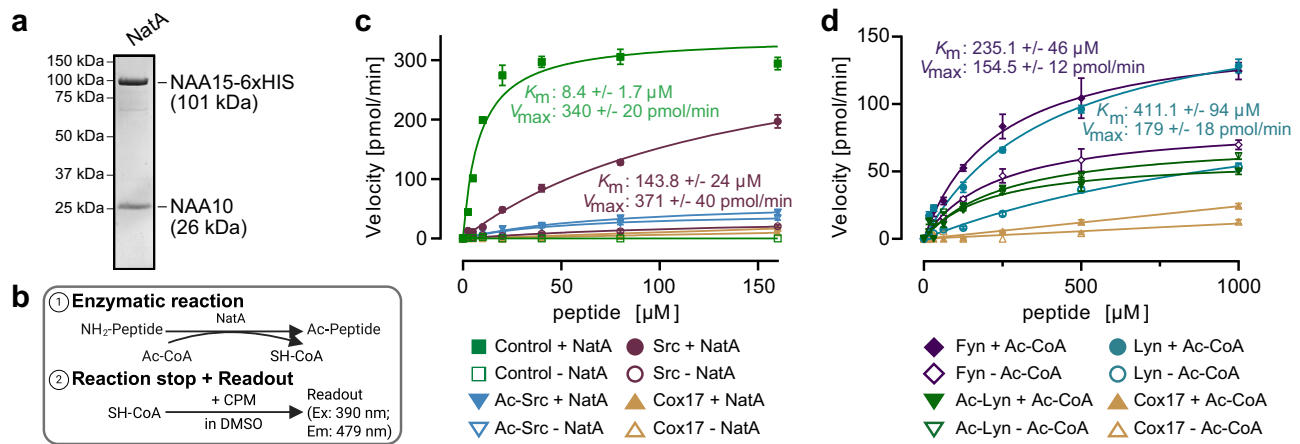 a
NatA
150 kDa
100 kDa
75 kDa
50 kDa
37 kDa
25 kDa
NAA15-6xHIS
(101 kDa)
NAA10
(26 kDa)
b
1 Enzymatic reaction
NatA
NH2-Peptide
Ac-Peptide
Ac-CoA
SH-CoA
2 Reaction stop + Readout
+ CPM
SH-CoA
in DMSO
Readout
(Ex: 390 nm;
Em: 479 nm)
c
Velocity [pmol/min]
300
200
100
0
Km: 8.4 +/- 1.7 µM
Vmax: 340 +/- 20 pmol/min
Km: 143.8 +/- 24 µM
Vmax: 371 +/- 40 pmol/min
0 50 100 150
peptide [µM]
Control + NatA
Control - NatA
Ac-Src + NatA
Ac-Src - NatA
Src + NatA
Src - NatA
Cox17 + NatA
Cox17 - NatA
d
Velocity [pmol/min]
150
100
50
0
Km: 235.1 +/- 46 µM
Vmax: 154.5 +/- 12 pmol/min
Km: 411.1 +/- 94 µM
Vmax: 179 +/- 18 pmol/min
0 500 1000
peptide [µM]
Fyn + Ac-CoA
Fyn - Ac-CoA
Ac-Lyn + Ac-CoA
Ac-Lyn - Ac-CoA
Lyn + Ac-CoA
Lyn - Ac-CoA
Cox17 + Ac-CoA
Cox17 - Ac-CoA